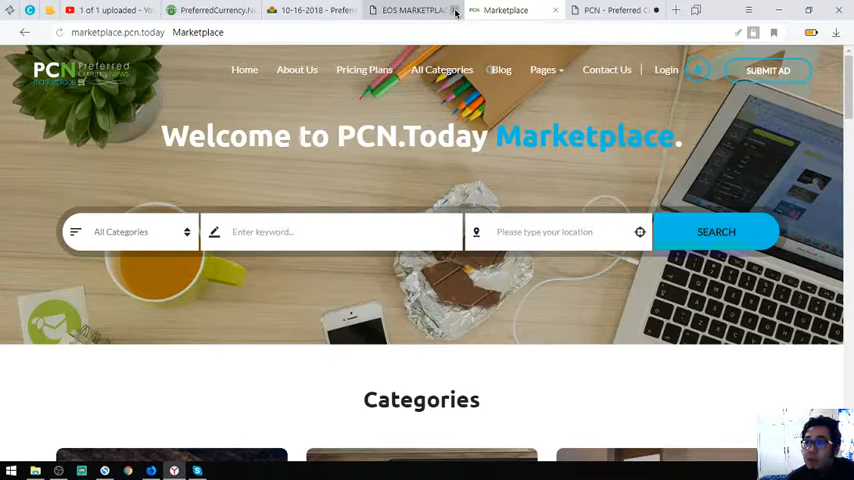 1 of 1 uploaded - Yo
PreferredCurrency.N
10-16-2018 - Preferr
EOS MARKETPLAC
PCN Marketplace
PCN - Preferred C
marketplace.pcn.today Marketplace
PCN Preferred Currency.News
marketplace
Home About Us Pricing Plans All Categories Blog Pages Contact Us Login SUBMIT AD
Welcome to PCN.Today Marketplace.
All Categories Enter keyword... Please type your location SEARCH
Categories